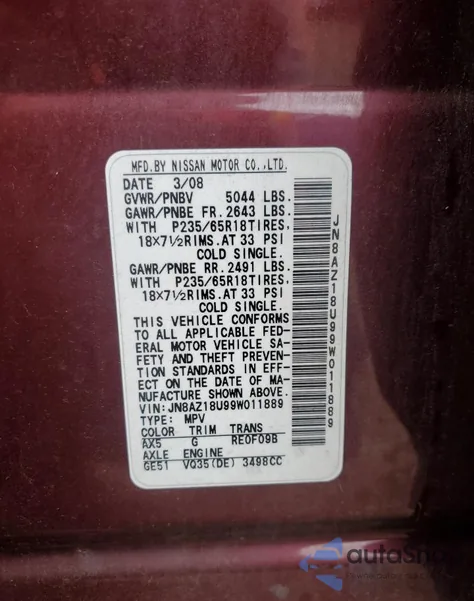 MFD.BY NISSAN MOTOR CO.,LTD.
DATE 3/08
GVWR/PNBV 5044 LBS.
GAWR/PNBE FR. 2643 LBS.
WITH P235/65R18TIRES,
18X7½RIMS.AT 33 PSI
COLD SINGLE.
GAWR/PNBE RR. 2491 LBS.
WITH P235/65R18TIRES,
18X7½RIMS.AT 33 PSI
COLD SINGLE.
THIS VEHICLE CONFORMS
TO ALL APPLICABLE FED-
ERAL MOTOR VEHICLE SA-
FETY AND THEFT PREVEN-
TION STANDARDS IN EFF-
ECT ON THE DATE OF MA-
NUFACTURE SHOWN ABOVE.
VIN:JN8AZ18U99W011889
TYPE: MPV
COLOR TRIM TRANS
AX5 G RE0F09B
AXLE ENGINE
GE51 VQ35(DE) 3498CC
JN8AZ18U99W011889